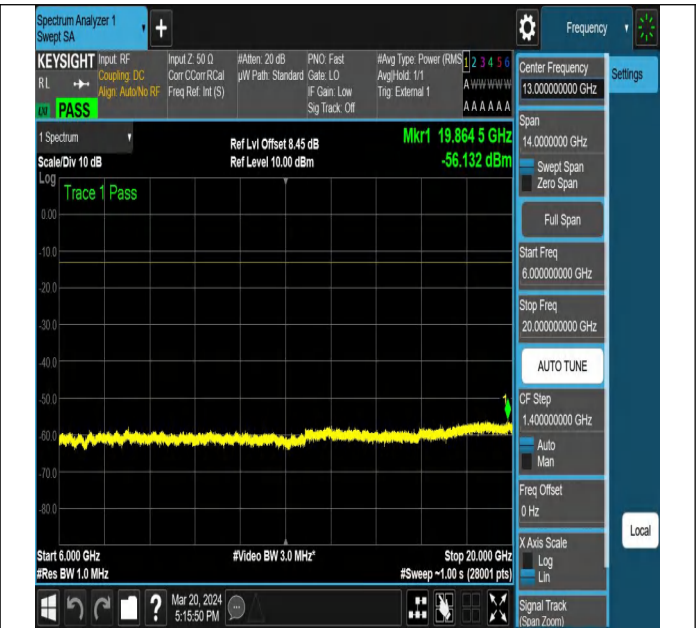 Spectrum Analyzer 1
Swept SA
+
Frequency
KEYSIGHT
RL
PASS
Input: RF
Coupling: DC
Align: Auto/No RF
Input Z: 50 Ω
Corr CCorr RCal
Freq Ref: Int (S)
#Atten: 20 dB
µW Path: Standard
PNO: Fast
Gate: LO
IF Gain: Low
Sig Track: Off
#Avg Type: Power (RMS
Avg|Hold: 1/1
Trig: External 1
1 2 3 4 5 6
A W W W W W
A A A A A A
1 Spectrum
Scale/Div 10 dB
Ref Lvl Offset 8.45 dB
Ref Level 10.00 dBm
Mkr1 19.864 5 GHz
-56.132 dBm
Log
Trace 1 Pass
0.00
-10.0
-20.0
-30.0
-40.0
-50.0
-60.0
-70.0
-80.0
1
Start 6.000 GHz
#Video BW 3.0 MHz*
Stop 20.000 GHz
#Res BW 1.0 MHz
#Sweep ~1.00 s (28001 pts)
?
Mar 20, 2024
5:15:50 PM
Center Frequency
13.000000000 GHz
Settings
Span
14.0000000 GHz
Swept Span
Zero Span
Full Span
Start Freq
6.000000000 GHz
Stop Freq
20.000000000 GHz
AUTO TUNE
CF Step
1.400000000 GHz
Auto
Man
Freq Offset
0 Hz
X Axis Scale
Log
Lin
Local
Signal Track
(Span Zoom)